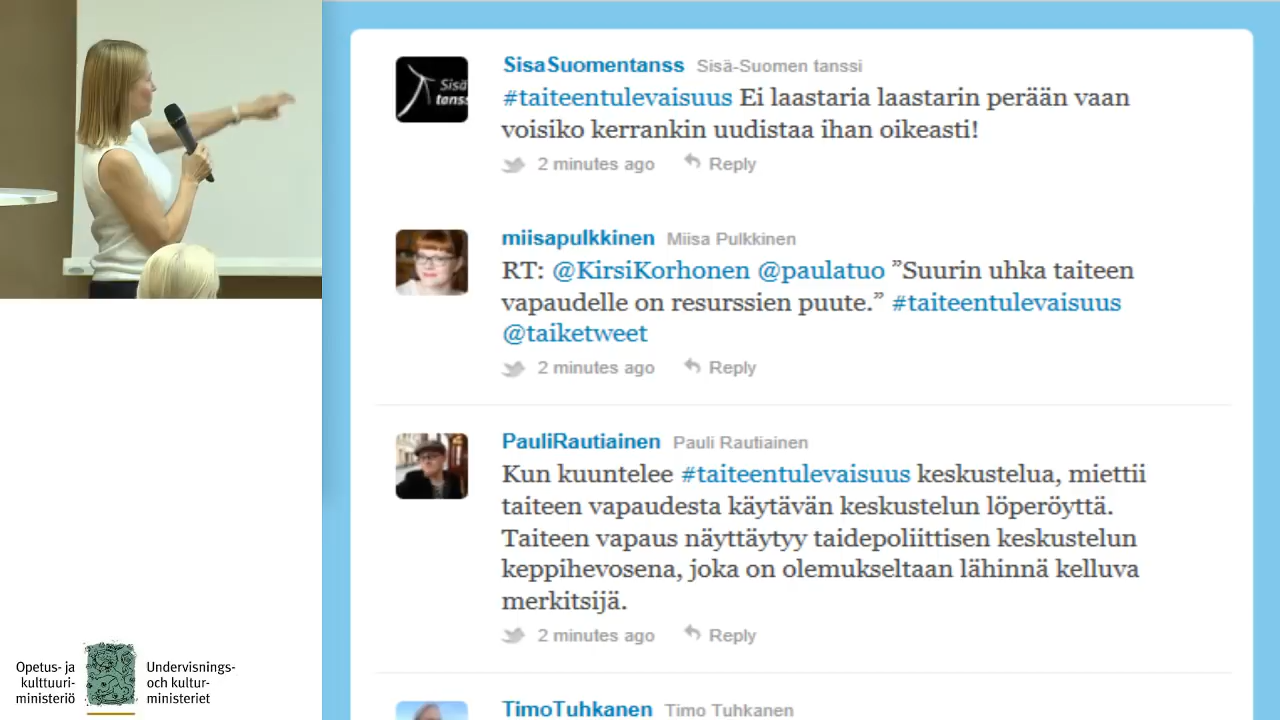 SisaSuomentanss Sisä-Suomen tanssi
Sisä
tanss
#taiteentulevaisuus Ei laastaria laastarin perään vaan
voisiko kerrankin uudistaa ihan oikeasti!
2 minutes ago Reply
miisapulkkinen Miisa Pulkkinen
RT: @KirsiKorhonen @paulatuo ”Suurin uhka taiteen
vapaudelle on resurssien puute.” #taiteentulevaisuus
@taiketweet
2 minutes ago Reply
PauliRautiainen Pauli Rautiainen
Kun kuuntelee #taiteentulevaisuus keskustelua, miettii
taiteen vapaudesta käytävän keskustelun löperöyttä.
Taiteen vapaus näyttäytyy taidepoliittisen keskustelun
keppihevosena, joka on olemukseltaan lähinnä kelluva
merkitsijä.
2 minutes ago Reply
TimoTuhkanen Timo Tuhkanen
Opetus- ja
kulttuuri-
ministeriö
Undervisnings-
och kultur-
ministeriet